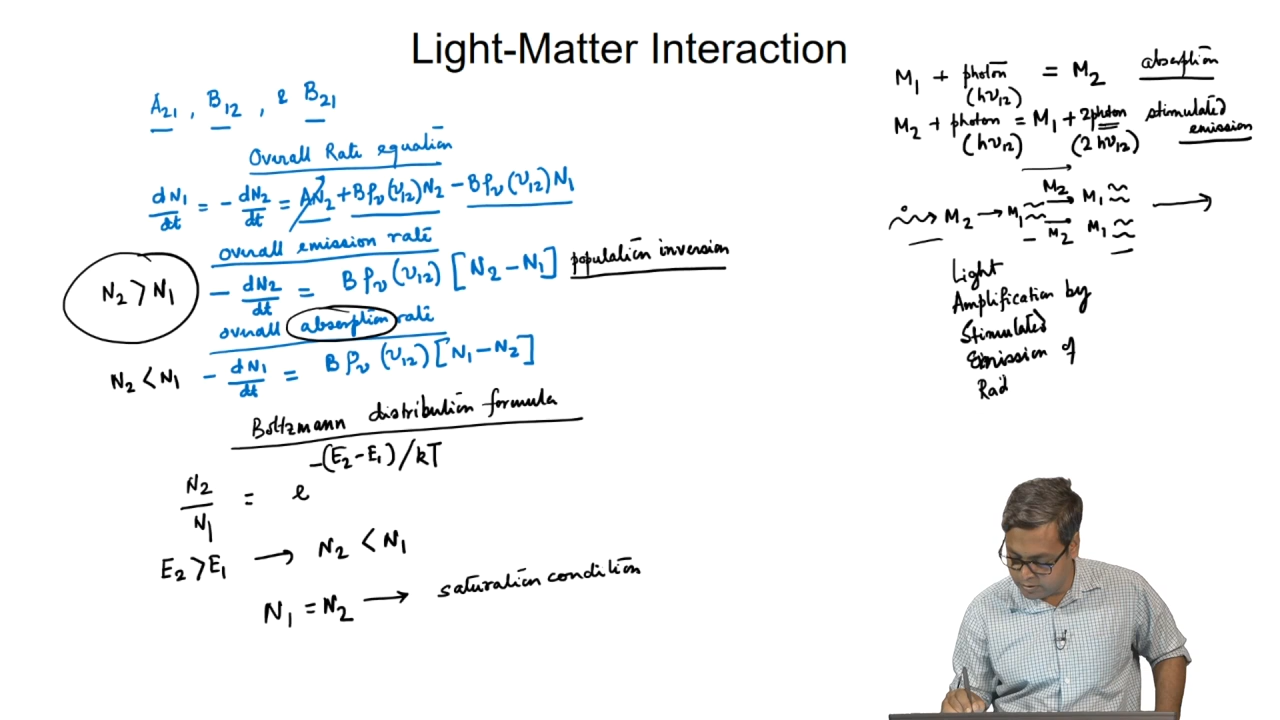 Light-Matter Interaction
A₂₁, B₁₂, & B₂₁
Overall Rate equation
dN₁/dt = - dN₂/dt = AN₂ + Bρᵥ(ν₁₂)N₂ - Bρᵥ(ν₁₂)N₁
overall emission rate
N₂ > N₁ - dN₂/dt = Bρᵥ(ν₁₂) [N₂ - N₁] population inversion
overall absorption rate
N₂ < N₁ - dN₁/dt = Bρᵥ(ν₁₂) [N₁ - N₂]
Boltzmann distribution formula
N₂/N₁ = e^-(E₂-E₁)/kT
E₂ > E₁ → N₂ < N₁
N₁ = N₂ → saturation condition
M₁ + photon = M₂ absorption
(hν₁₂)
M₂ + photon = M₁ + 2photon stimulated
(hν₁₂) (2hν₁₂) emission
M₂ → M₁ M₂ → M₁ →
M₂ → M₁
Light
Amplification by
Stimulated
Emission of
Rad